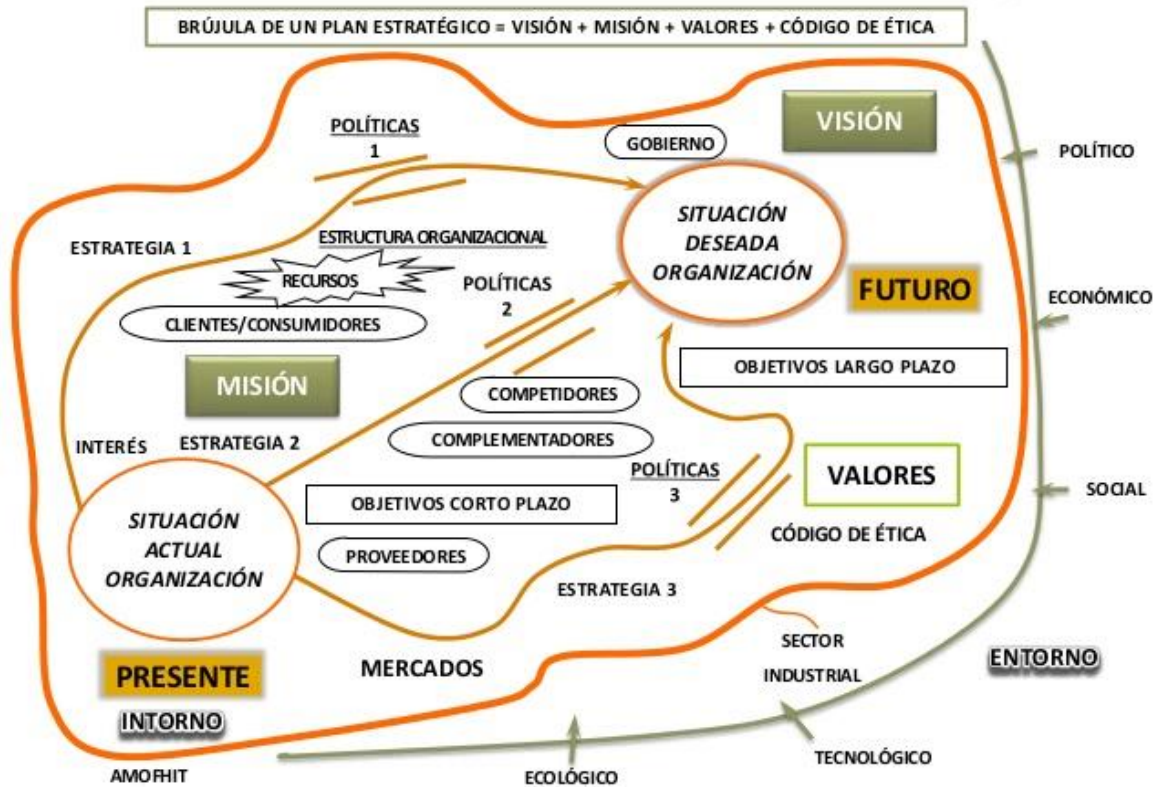 BRÚJULA DE UN PLAN ESTRATÉGICO = VISIÓN + MISIÓN + VALORES + CÓDIGO DE ÉTICA
POLÍTICAS
1
GOBIERNO
VISIÓN
POLÍTICO
SITUACIÓN
DESEADA
ORGANIZACIÓN
ESTRATEGIA 1
ESTRUCTURA ORGANIZACIONAL
RECURSOS
POLÍTICAS
2
FUTURO
ECONÓMICO
CLIENTES/CONSUMIDORES
OBJETIVOS LARGO PLAZO
MISIÓN
COMPETIDORES
INTERÉS
ESTRATEGIA 2
COMPLEMENTADORES
POLÍTICAS
3
VALORES
SOCIAL
OBJETIVOS CORTO PLAZO
SITUACIÓN
ACTUAL
ORGANIZACIÓN
CÓDIGO DE ÉTICA
PROVEEDORES
ESTRATEGIA 3
SECTOR
INDUSTRIAL
ENTORNO
MERCADOS
PRESENTE
INTORNO
AMOFHIT
ECOLÓGICO
TECNOLÓGICO